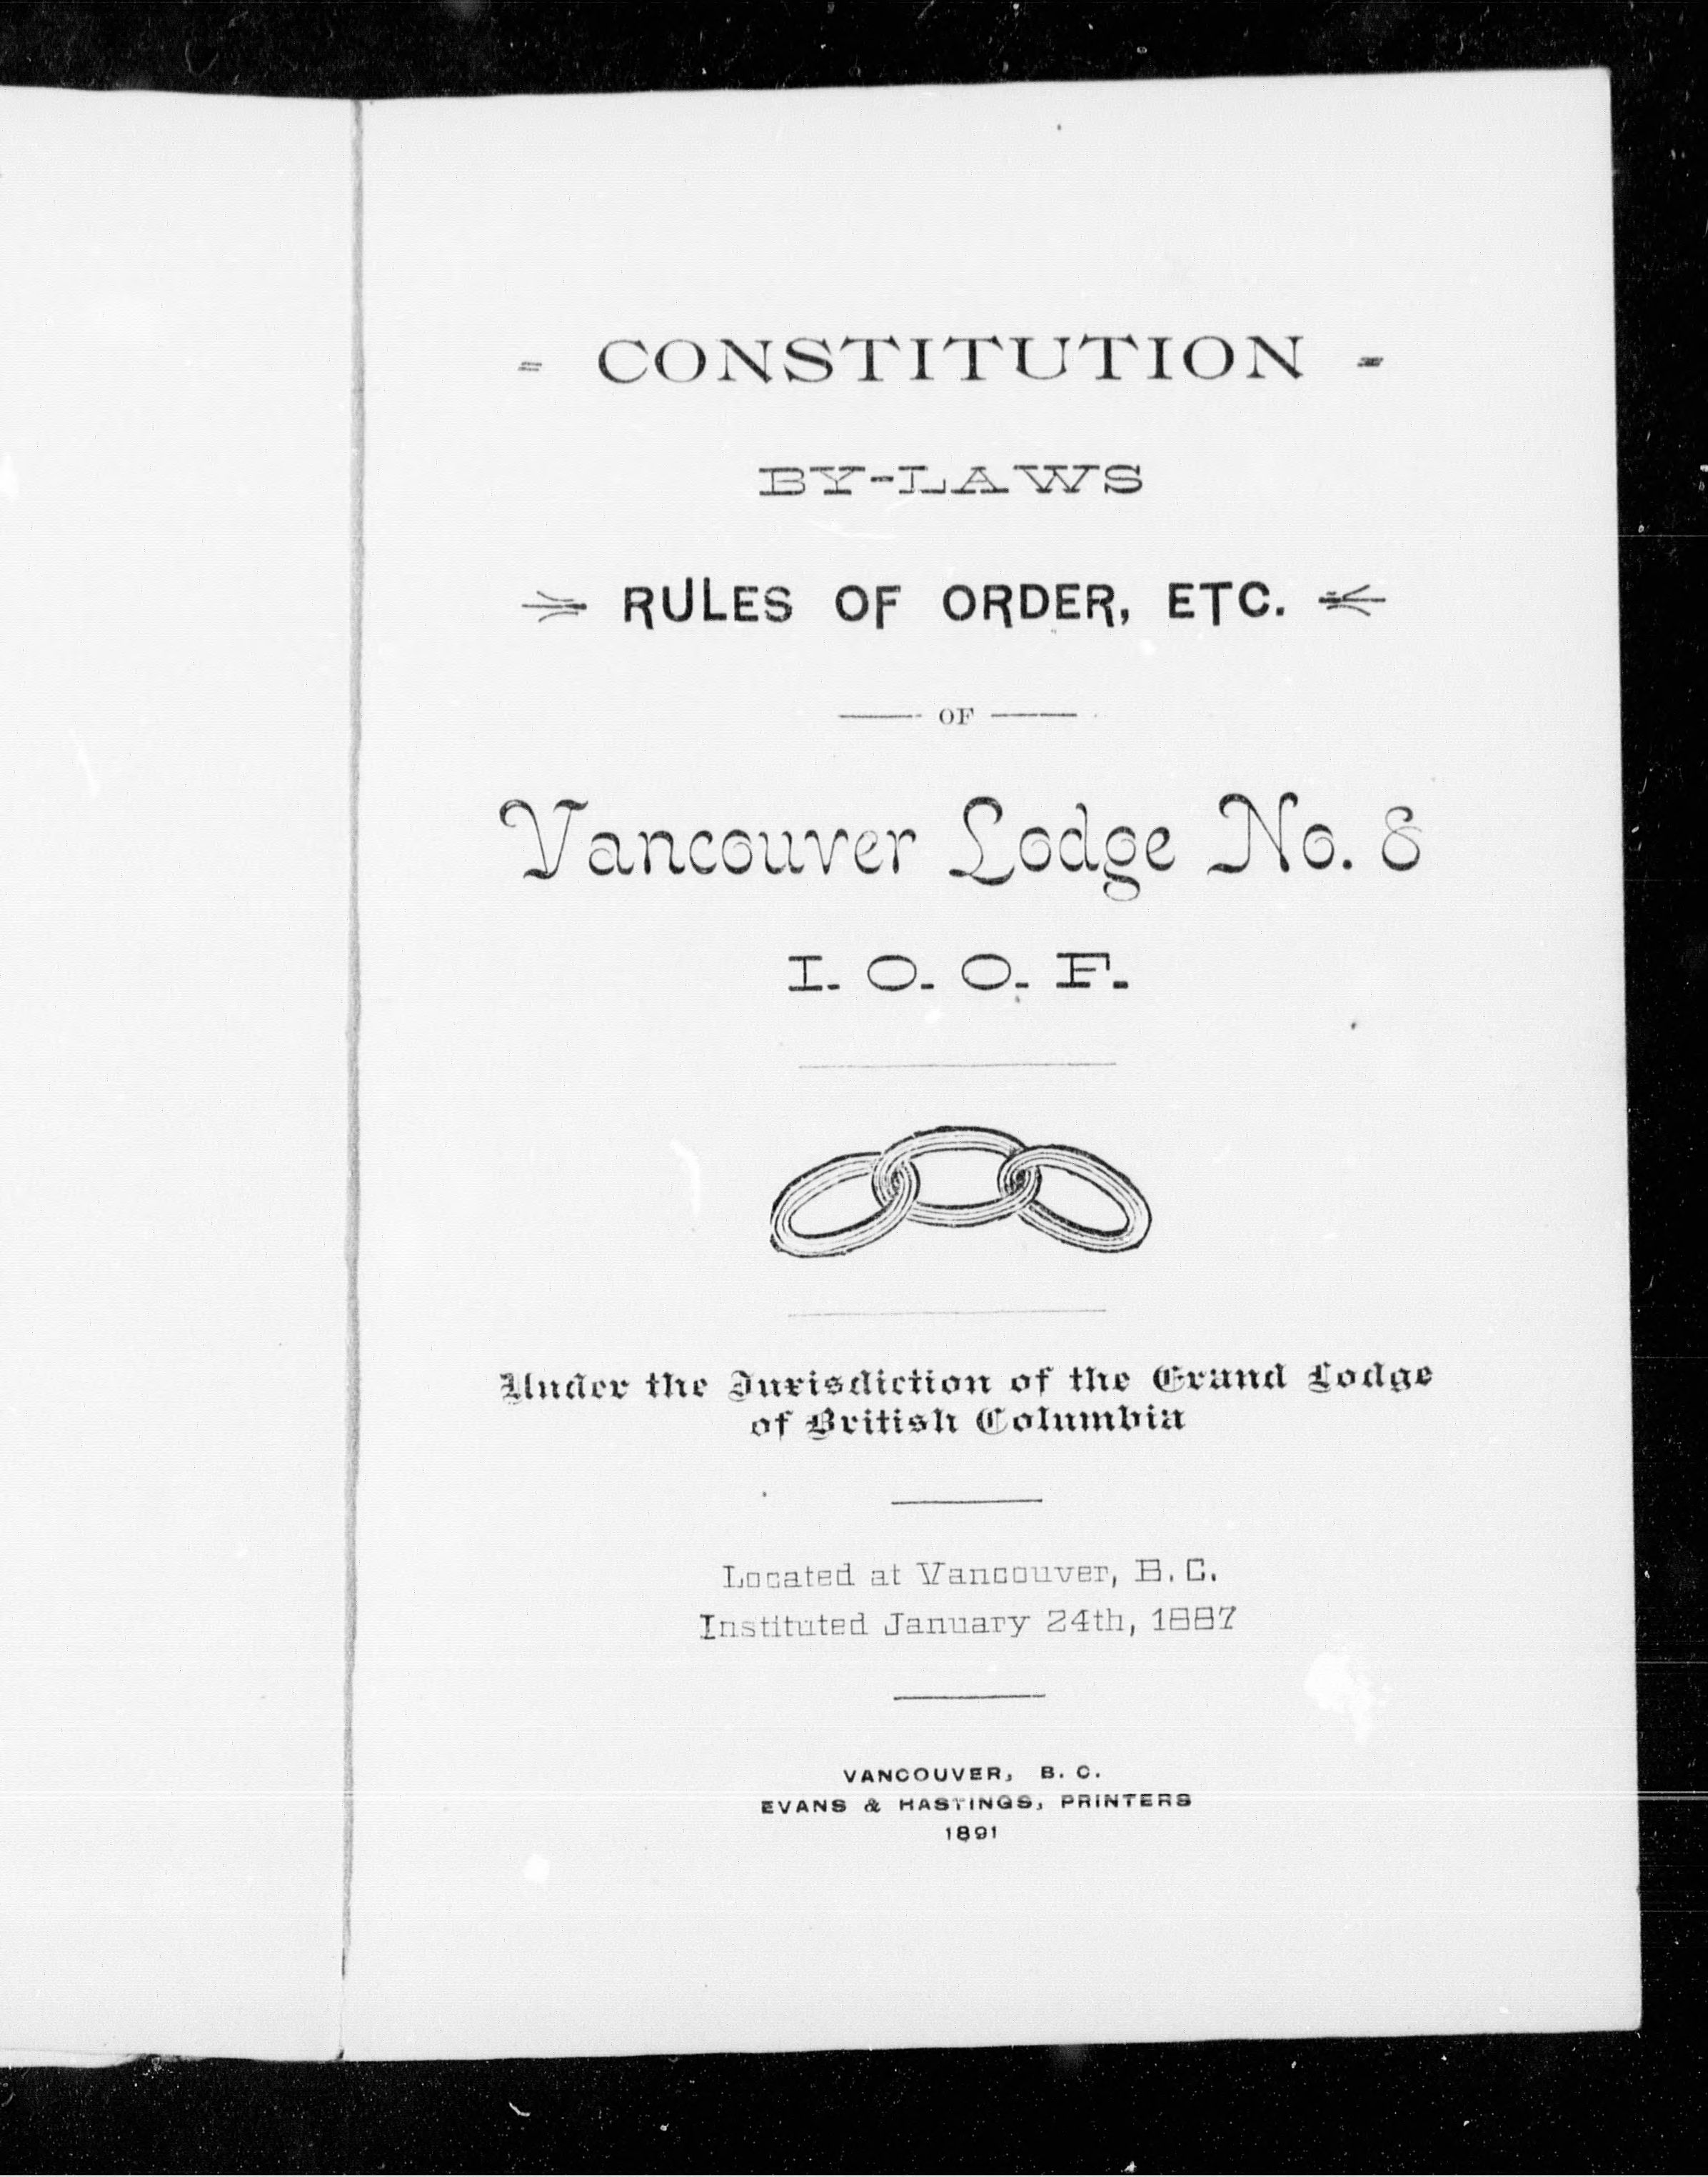 - CONSTITUTION -
BY-LAWS
RULES OF ORDER, ETC.
OF
Vancouver Lodge No. 8
I. O. O. F.
Under the Jurisdiction of the Grand Lodge
of British Columbia
Located at Vancouver, B. C.
Instituted January 24th, 1887
VANCOUVER, B. C.
EVANS & HASTINGS, PRINTERS
1891